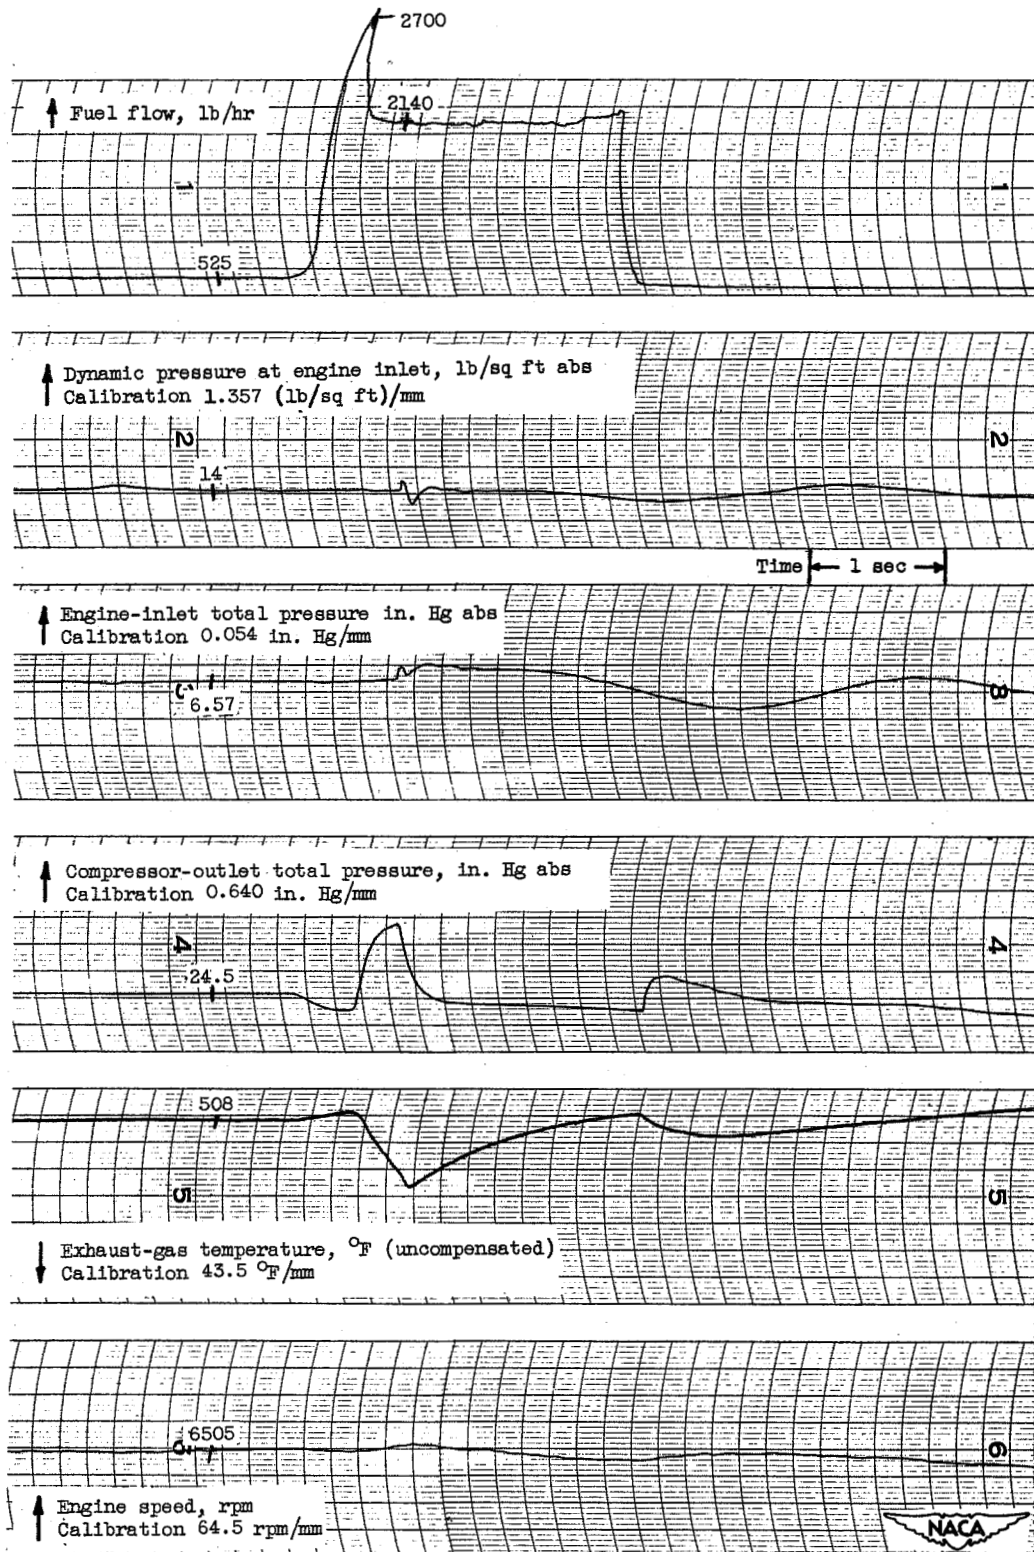 2700
Fuel flow, lb/hr
2140
1 1
525
Dynamic pressure at engine inlet, lb/sq ft abs
Calibration 1.357 (lb/sq ft)/mm
2 2
14
Time 1 sec
Engine-inlet total pressure in. Hg abs
Calibration 0.054 in. Hg/mm
3
6.57
Compressor-outlet total pressure, in. Hg abs
Calibration 0.640 in. Hg/mm
4 4
24.5
508
5 5
Exhaust-gas temperature, °F (uncompensated)
Calibration 43.5 °F/mm
6505
6
Engine speed, rpm
Calibration 64.5 rpm/mm
NACA